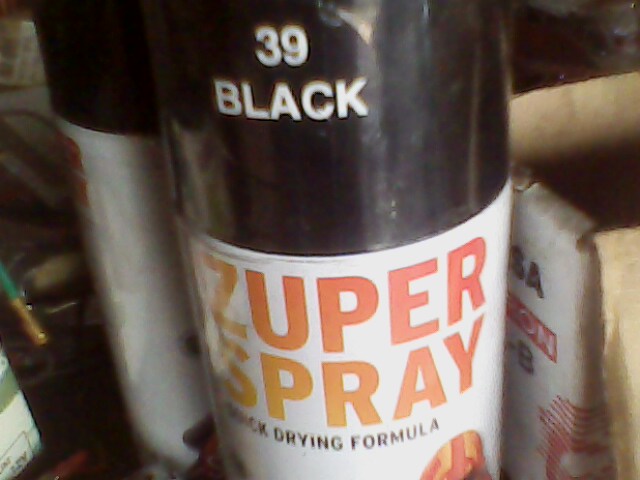 39
BLACK
ZUPER
SPRAY
QUICK DRYING FORMULA